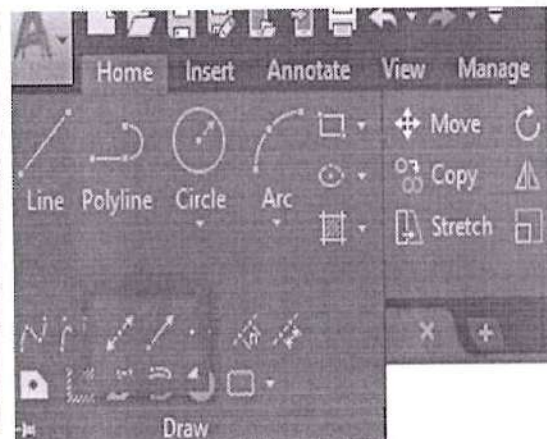 A
Home Insert Annotate View Manage
Move
Line Polyline Circle Arc
Copy
Stretch
Draw